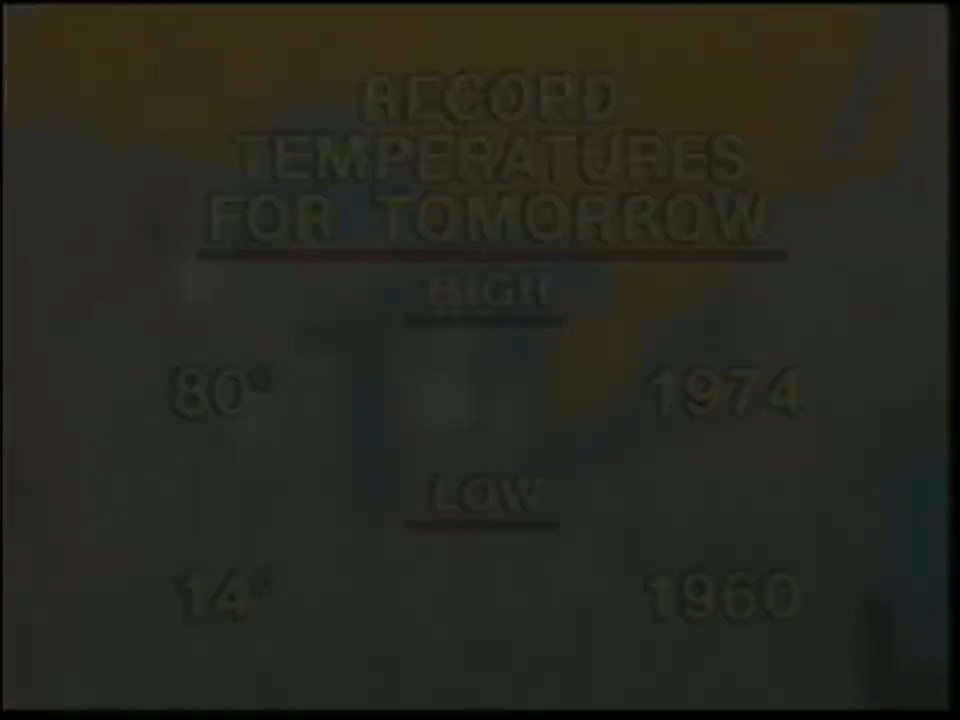 RECORD
TEMPERATURES
FOR TOMORROW
HIGH
80° 1974
LOW
14° 1960